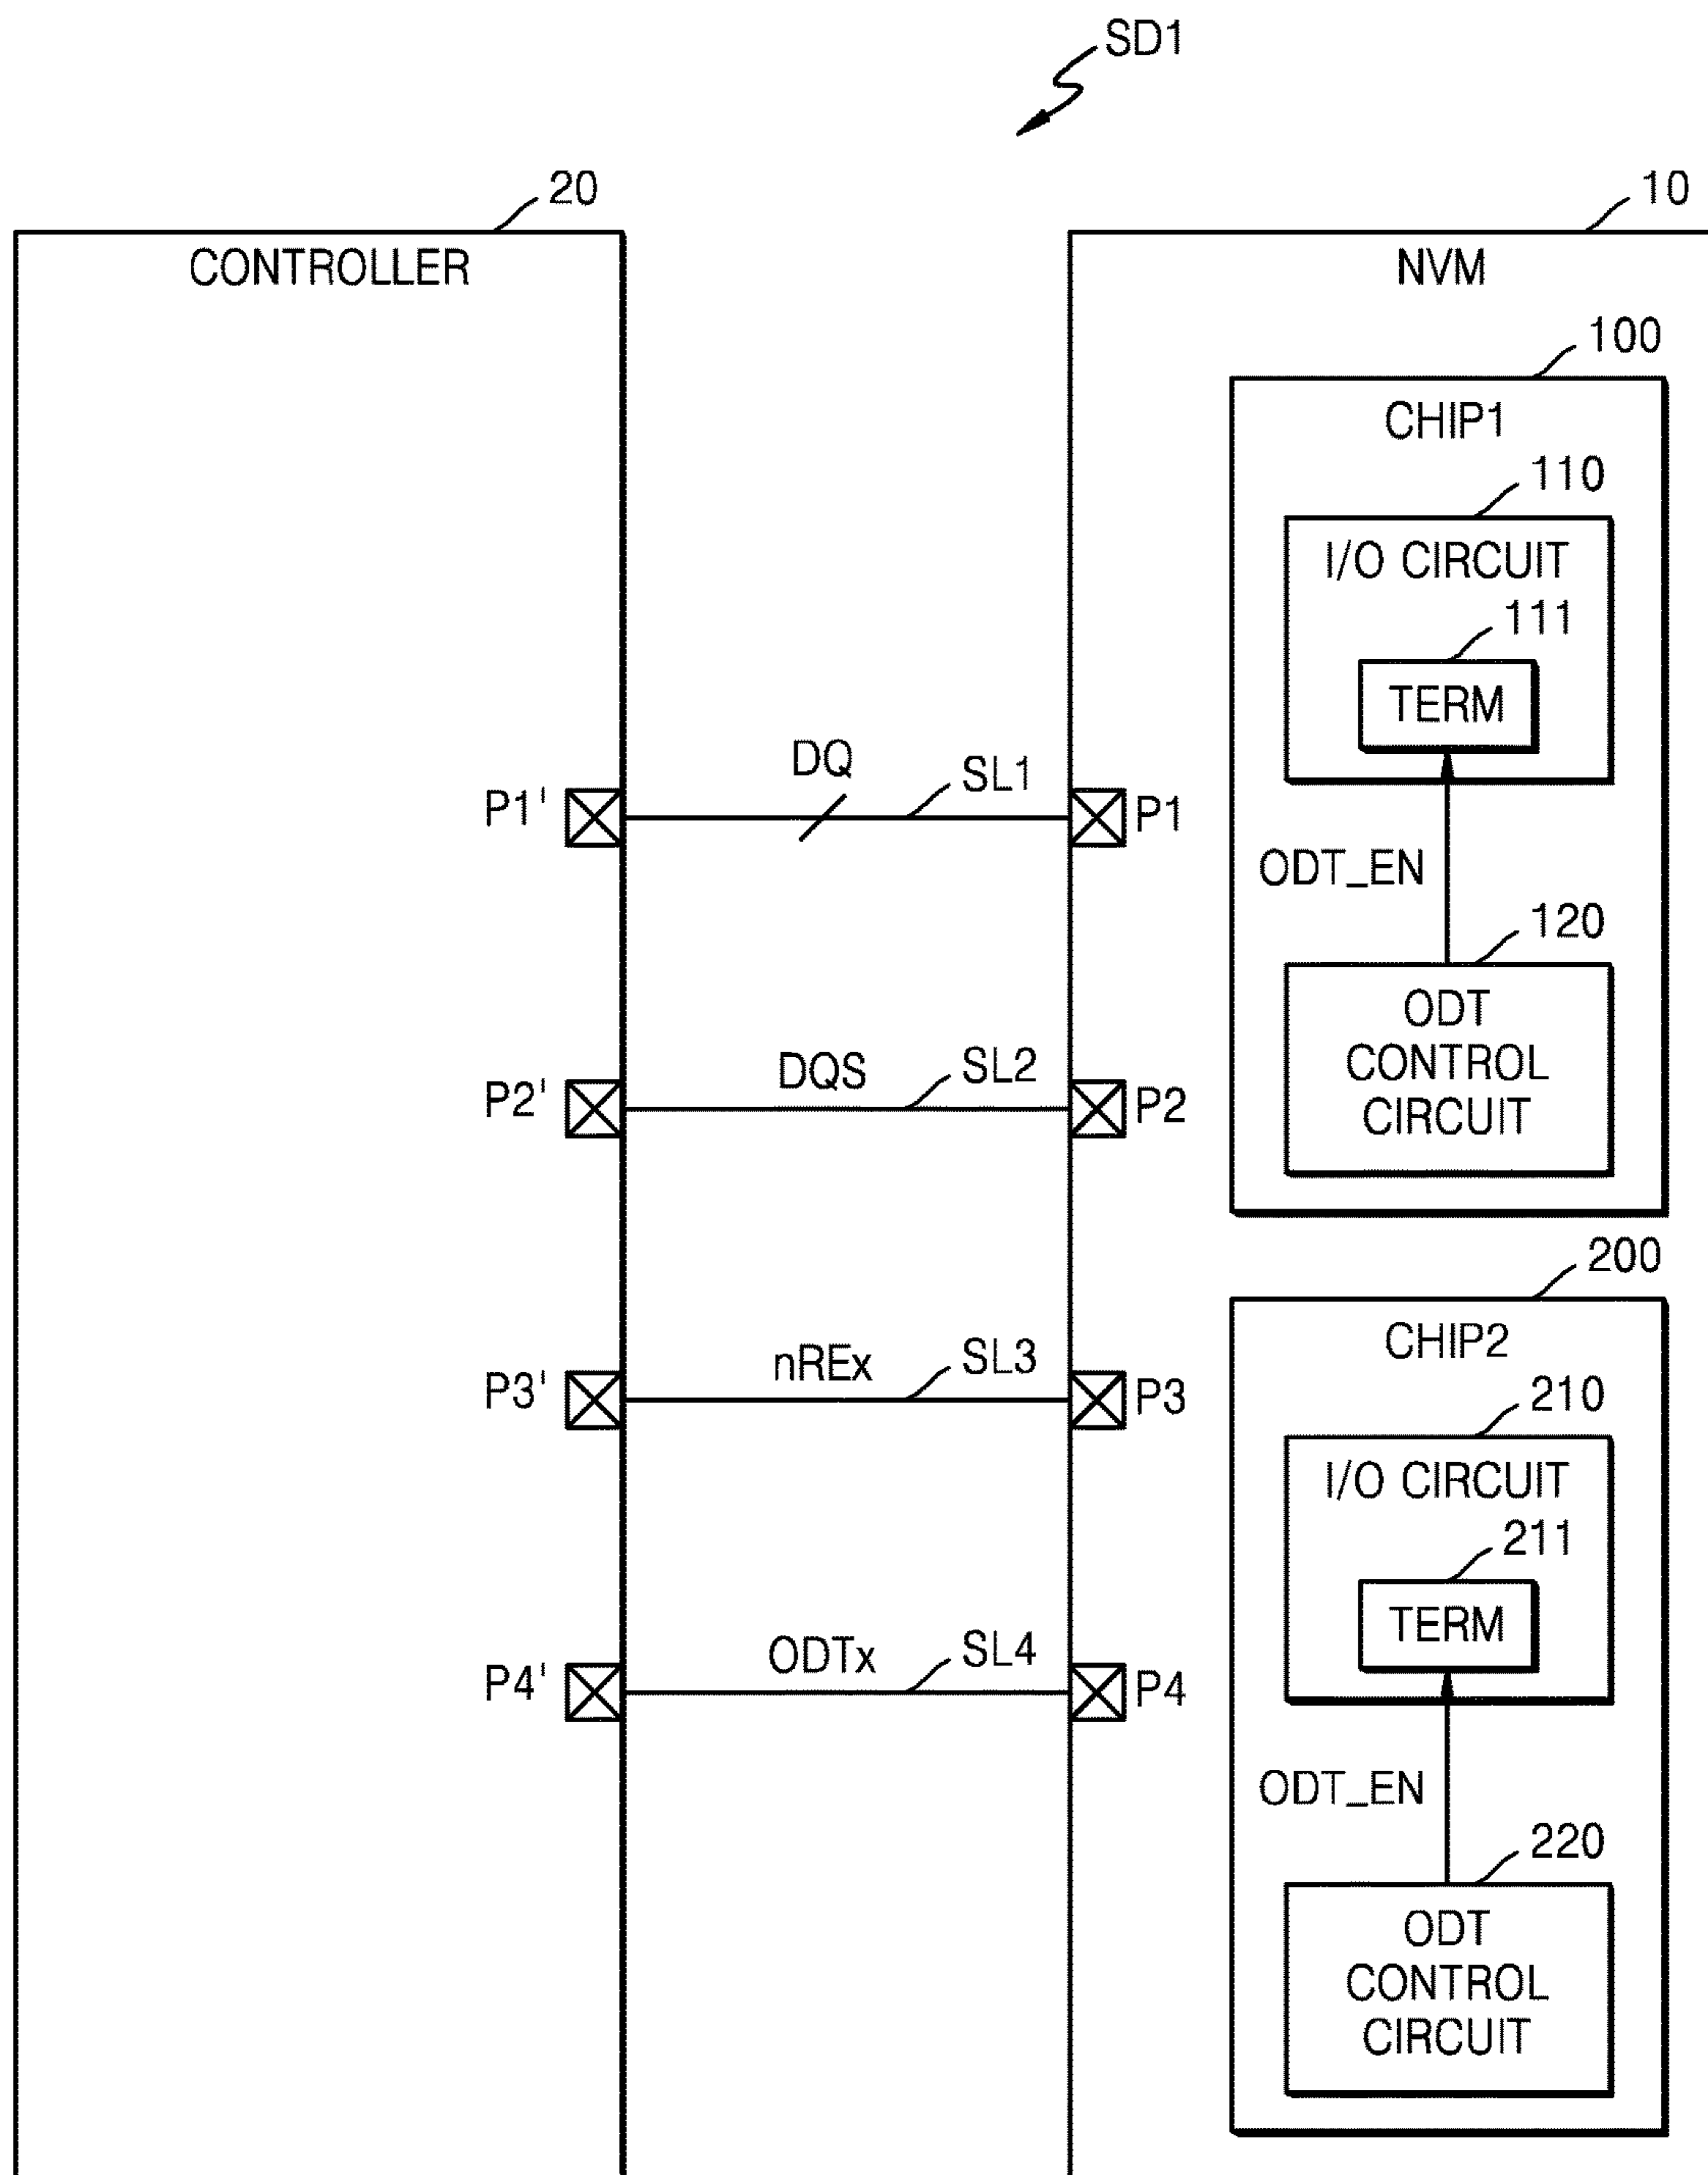 SD1
20
10
CONTROLLER
NVM
100
CHIP1
110
I/O CIRCUIT
111
TERM
DQ
SL1
P1'
P1
ODT_EN
120
ODT
CONTROL
CIRCUIT
DQS
SL2
P2'
P2
200
CHIP2
nREx
SL3
P3'
P3
210
I/O CIRCUIT
211
TERM
ODTx
SL4
P4'
P4
ODT_EN
220
ODT
CONTROL
CIRCUIT